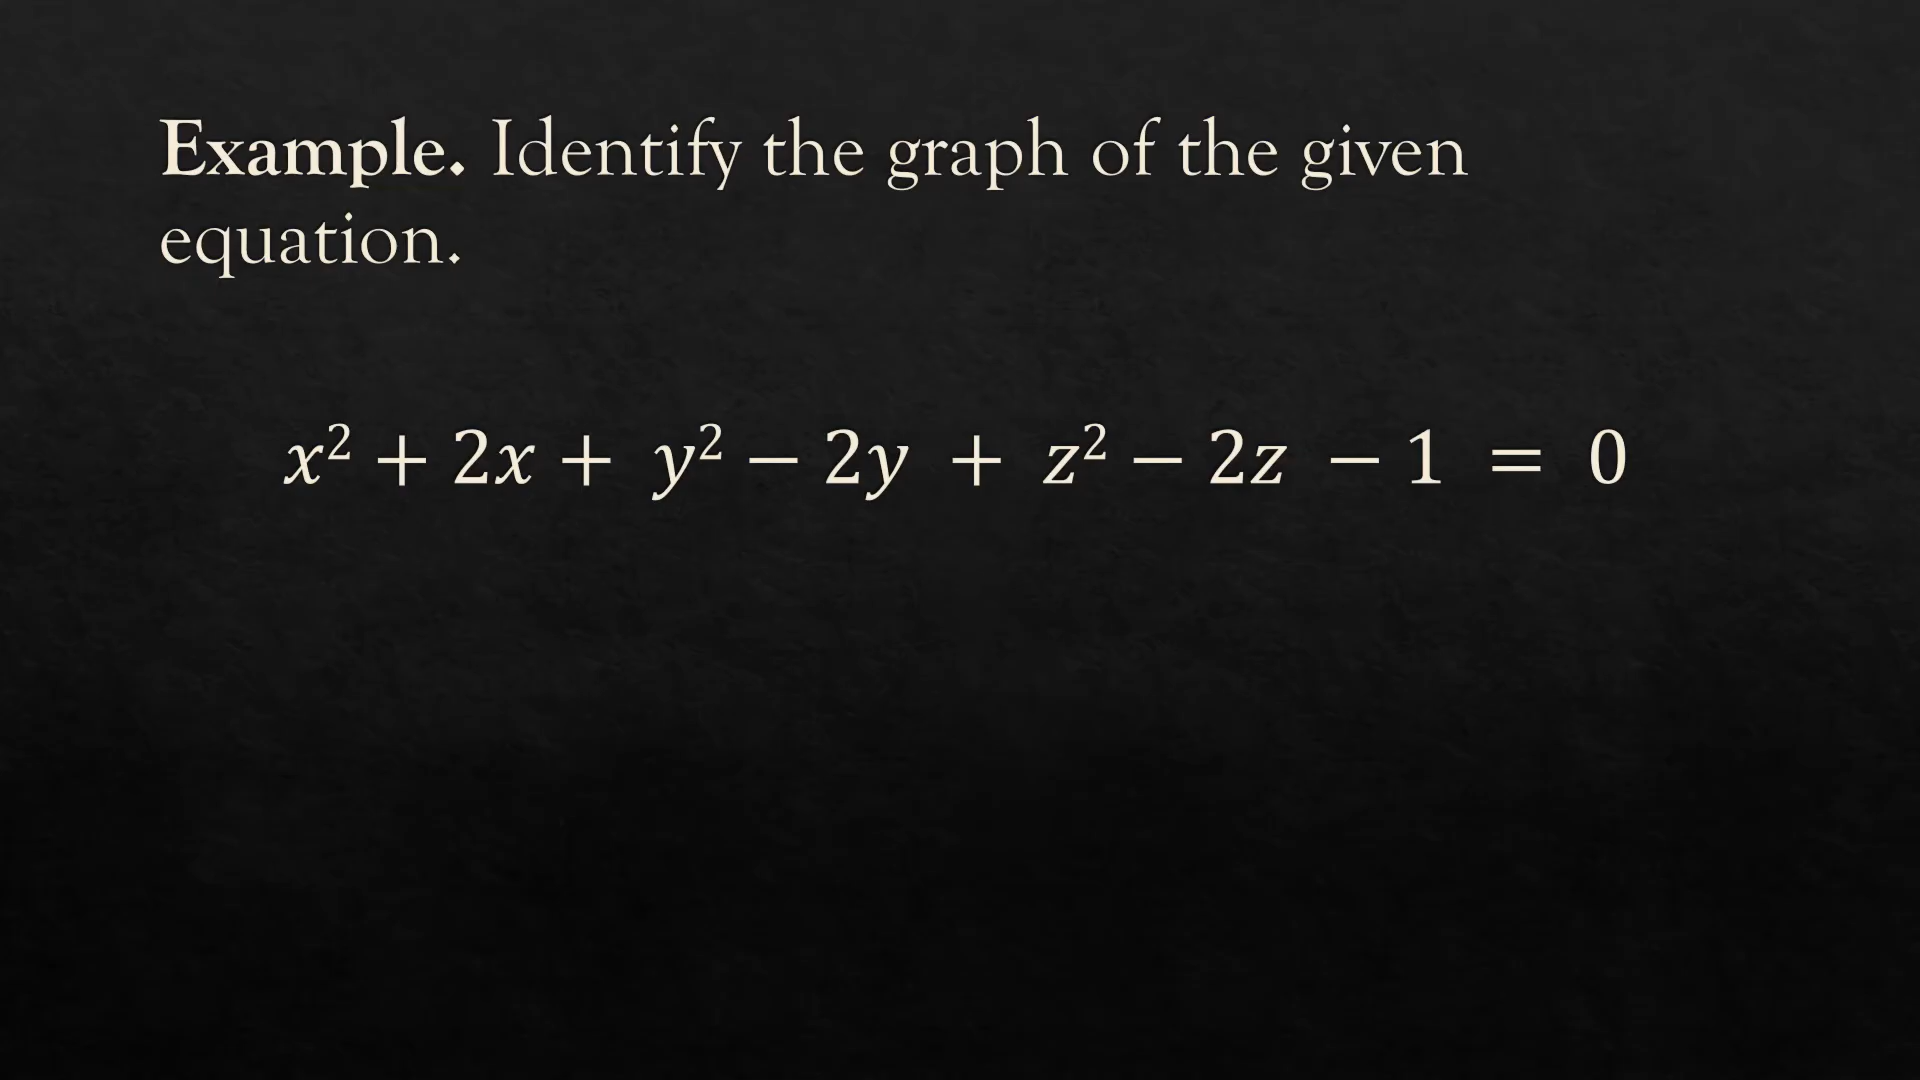 Example. Identify the graph of the given
equation.
x² + 2x + y² − 2y + z² − 2z − 1 = 0